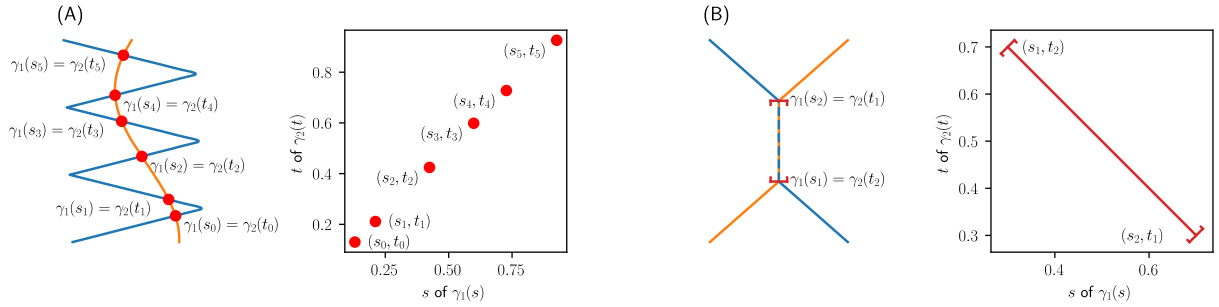 (A)
γ₁(s₅) = γ₂(t₅)
γ₁(s₄) = γ₂(t₄)
γ₁(s₃) = γ₂(t₃)
γ₁(s₂) = γ₂(t₂)
γ₁(s₁) = γ₂(t₁)
γ₁(s₀) = γ₂(t₀)
t of γ₂(t)
0.8
0.6
0.4
0.2
(s₅, t₅)
(s₄, t₄)
(s₃, t₃)
(s₂, t₂)
(s₁, t₁)
(s₀, t₀)
0.25
0.50
0.75
s of γ₁(s)
(B)
γ₁(s₂) = γ₂(t₁)
γ₁(s₁) = γ₂(t₂)
t of γ₂(t)
0.7
0.6
0.5
0.4
0.3
(s₁, t₂)
(s₂, t₁)
0.4
0.6
s of γ₁(s)